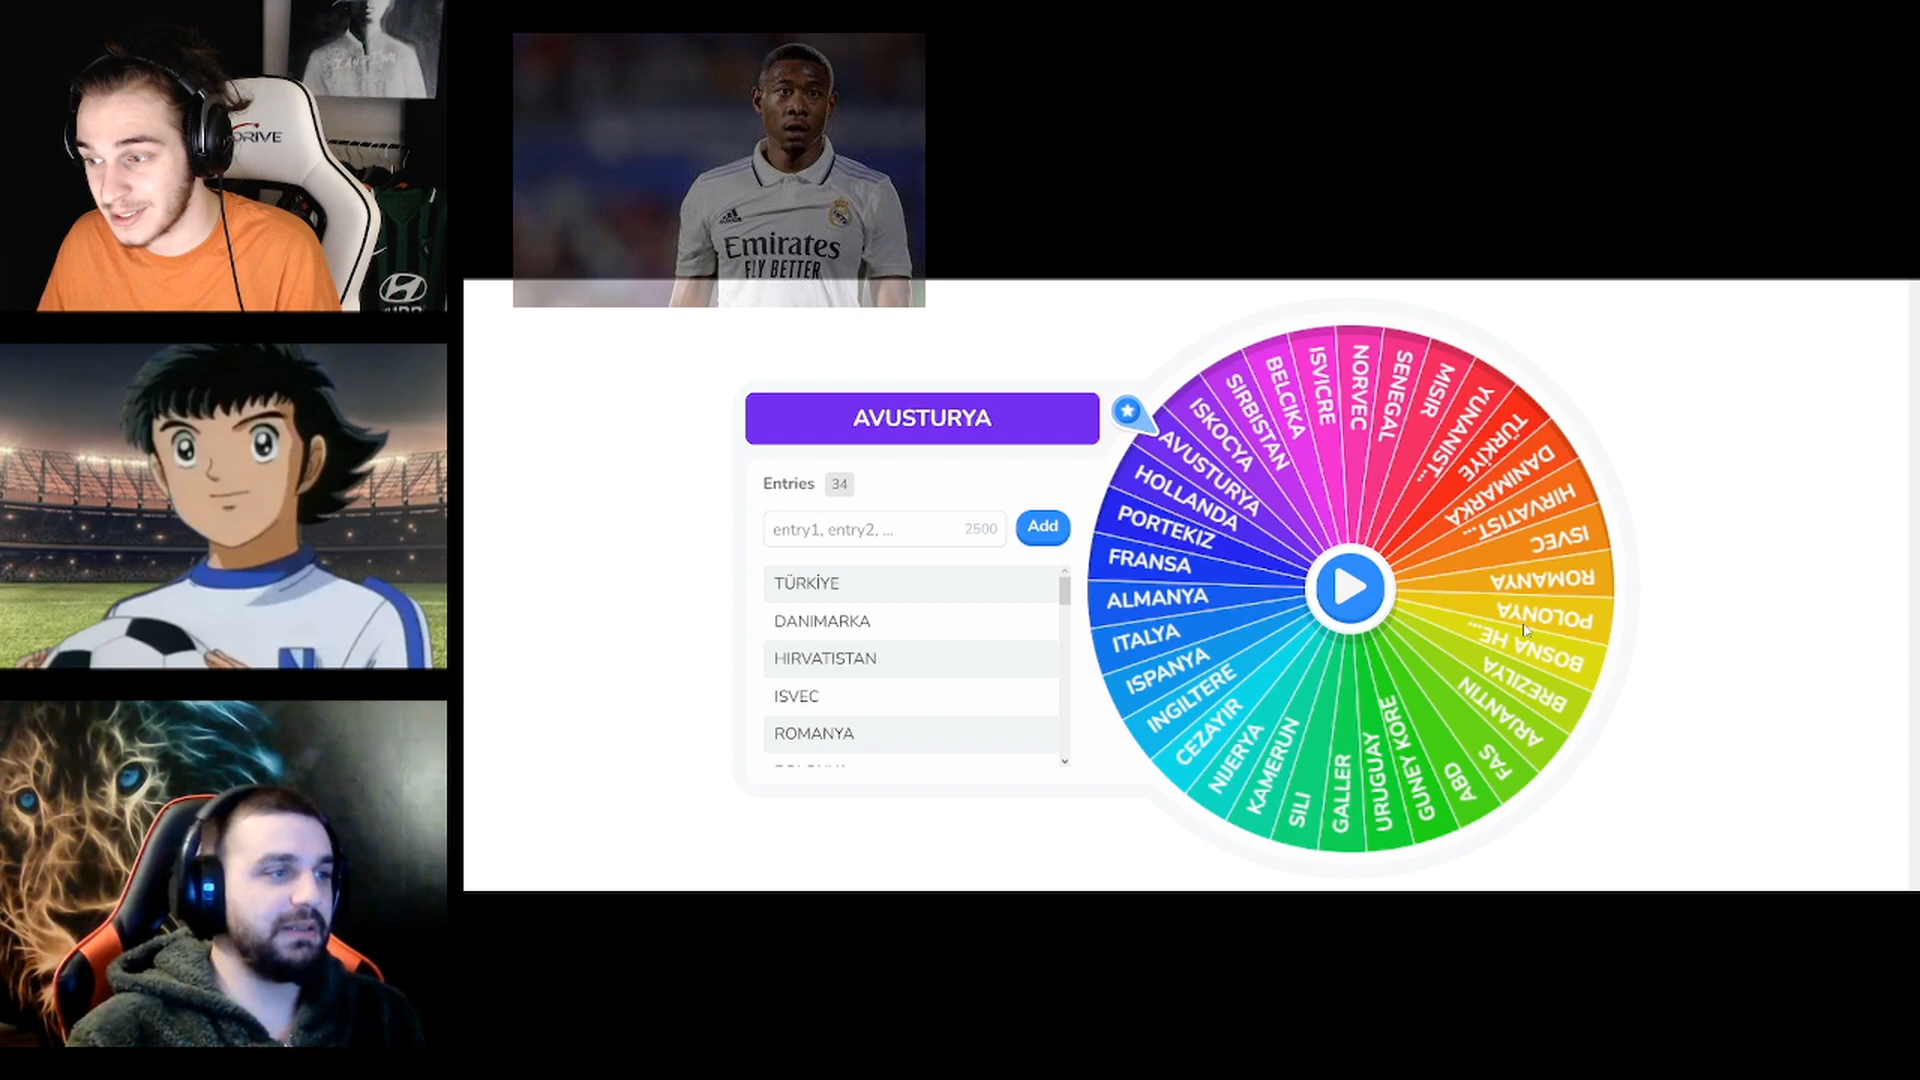 DRIVE
Emirates
FLY BETTER
AVUSTURYA
Entries 34
entry1, entry2, ... 2500
Add
TÜRKİYE
DANIMARKA
HIRVATISTAN
ISVEC
ROMANYA
AVUSTURYA
ISKOCYA
SIRBISTAN
BELCIKA
ISVICRE
NORVEC
SENEGAL
MISIR
YUNANIST...
TÜRKİYE
DANIMARKA
HIRVATIST...
ISVEC
ROMANYA
POLONYA
BOSNA HE...
BREZILYA
ARJANTIN
FAS
ABD
GUNEY KORE
URUGUAY
GALLER
SILI
KAMERUN
NIJERYA
CEZAYIR
INGILTERE
ISPANYA
ITALYA
ALMANYA
FRANSA
PORTEKIZ
HOLLANDA